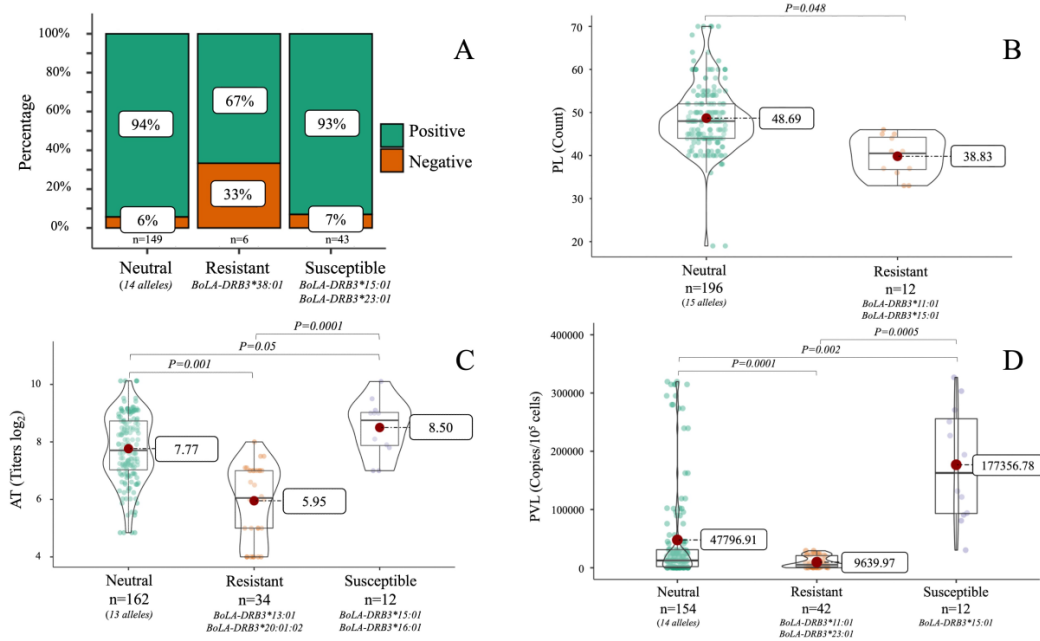 A
100%
80%
60%
40%
20%
0%
Percentage
94%
67%
93%
6%
33%
7%
n=149
n=6
n=43
Positive
Negative
Neutral
(14 alleles)
Resistant
BoLA-DRB3*38:01
Susceptible
BoLA-DRB3*15:01
BoLA-DRB3*23:01
B
P=0.048
70
60
50
40
30
20
PL (Count)
48.69
38.83
Neutral
n=196
(15 alleles)
Resistant
n=12
BoLA-DRB3*11:01
BoLA-DRB3*15:01
C
P=0.0001
P=0.05
P=0.001
10
8
6
4
AT (Titers log2)
7.77
5.95
8.50
Neutral
n=162
(13 alleles)
Resistant
n=34
BoLA-DRB3*13:01
BoLA-DRB3*20:01:02
Susceptible
n=12
BoLA-DRB3*15:01
BoLA-DRB3*16:01
D
P=0.0005
P=0.002
P=0.0001
400000
300000
200000
100000
0
PVL (Copies/10^5 cells)
47796.91
9639.97
177356.78
Neutral
n=154
(14 alleles)
Resistant
n=42
BoLA-DRB3*11:01
BoLA-DRB3*23:01
Susceptible
n=12
BoLA-DRB3*15:01